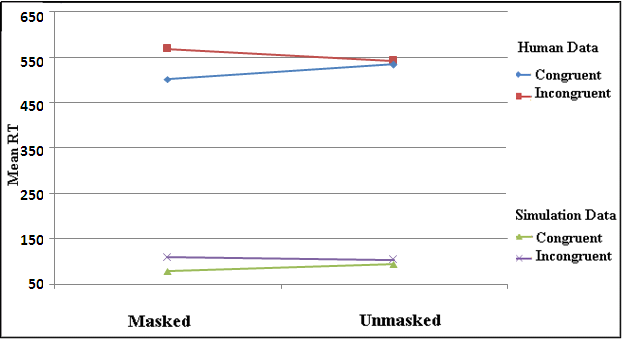 650
550
450
350
250
150
50
Mean RT
Masked
Unmasked
Human Data
Congruent
Incongruent
Simulation Data
Congruent
Incongruent